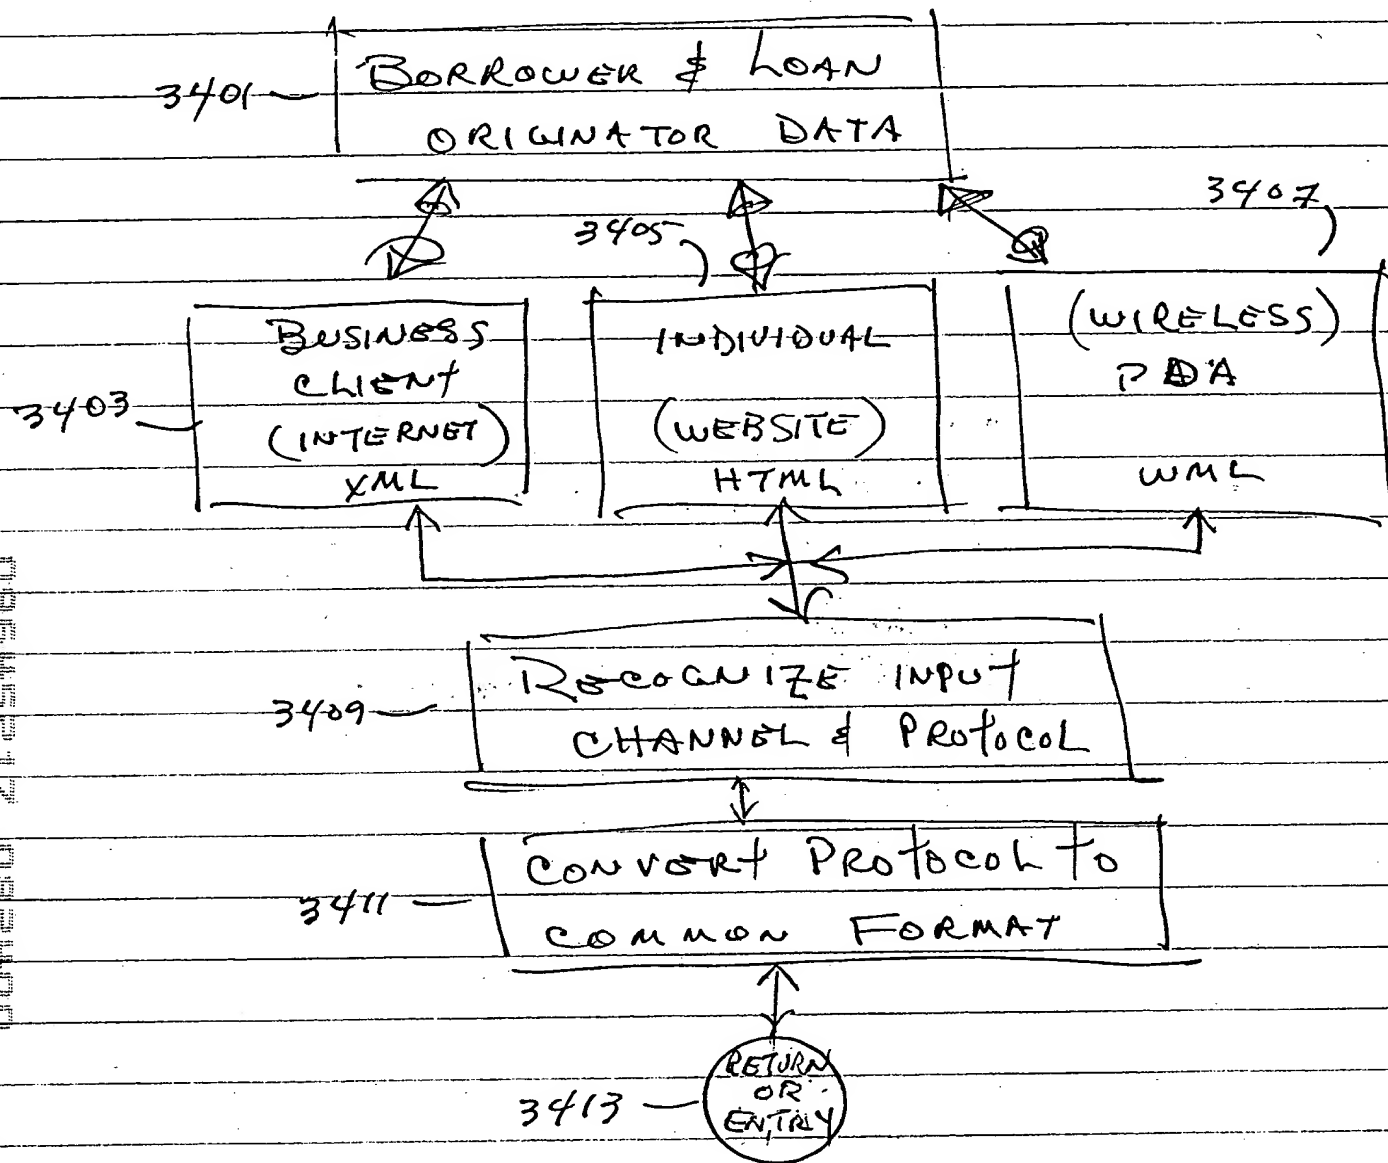 BORROWER & LOAN
3401
ORIGINATOR DATA
3405
3407
BUSINESS
CLIENT
(INTERNET)
XML
3403
INDIVIDUAL
(WEBSITE)
HTML
(WIRELESS)
PDA
WML
RECOGNIZE INPUT
3409
CHANNEL & PROTOCOL
CONVERT PROTOCOL TO
3411
COMMON FORMAT
RETURN
OR
ENTRY
3413